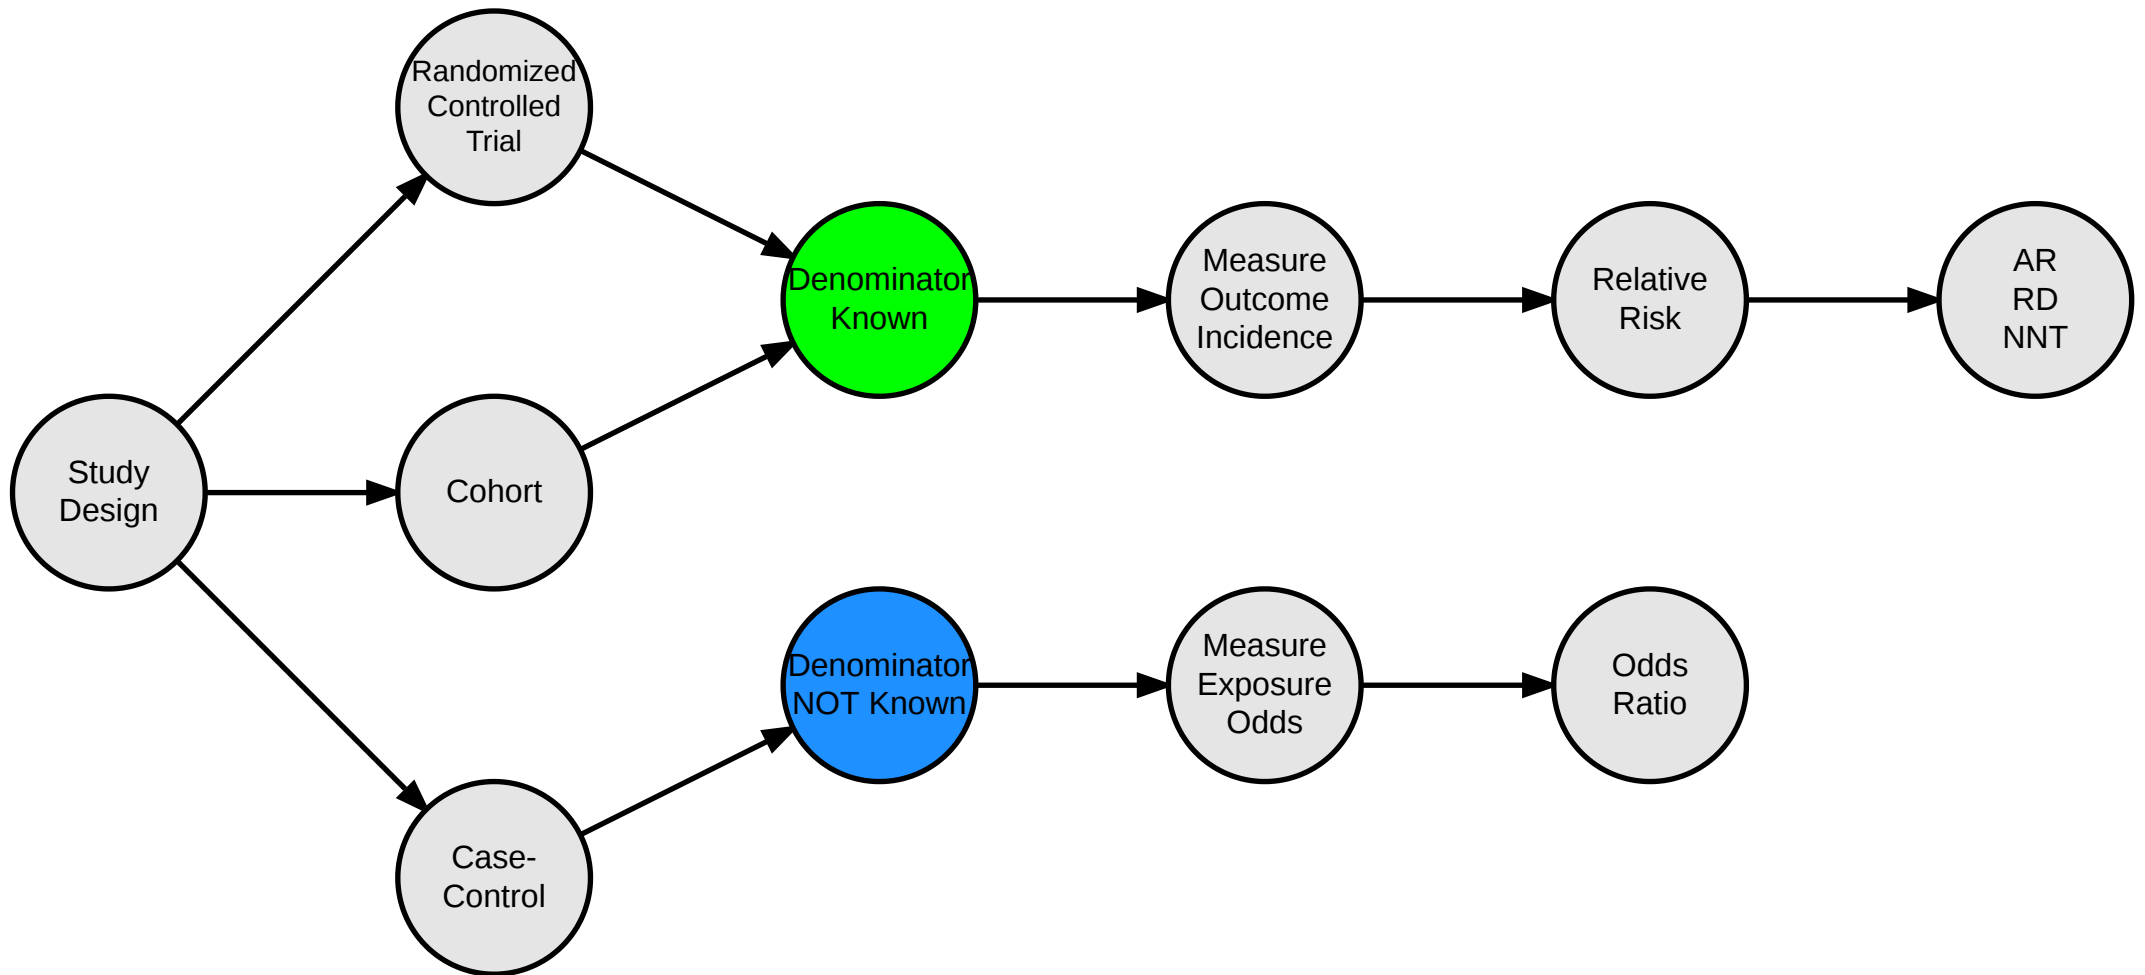 Randomized
Controlled
Trial
Denominator
Known
Measure
Outcome
Incidence
Relative
Risk
AR
RD
NNT
Study
Design
Cohort
Denominator
NOT Known
Measure
Exposure
Odds
Odds
Ratio
Case-
Control